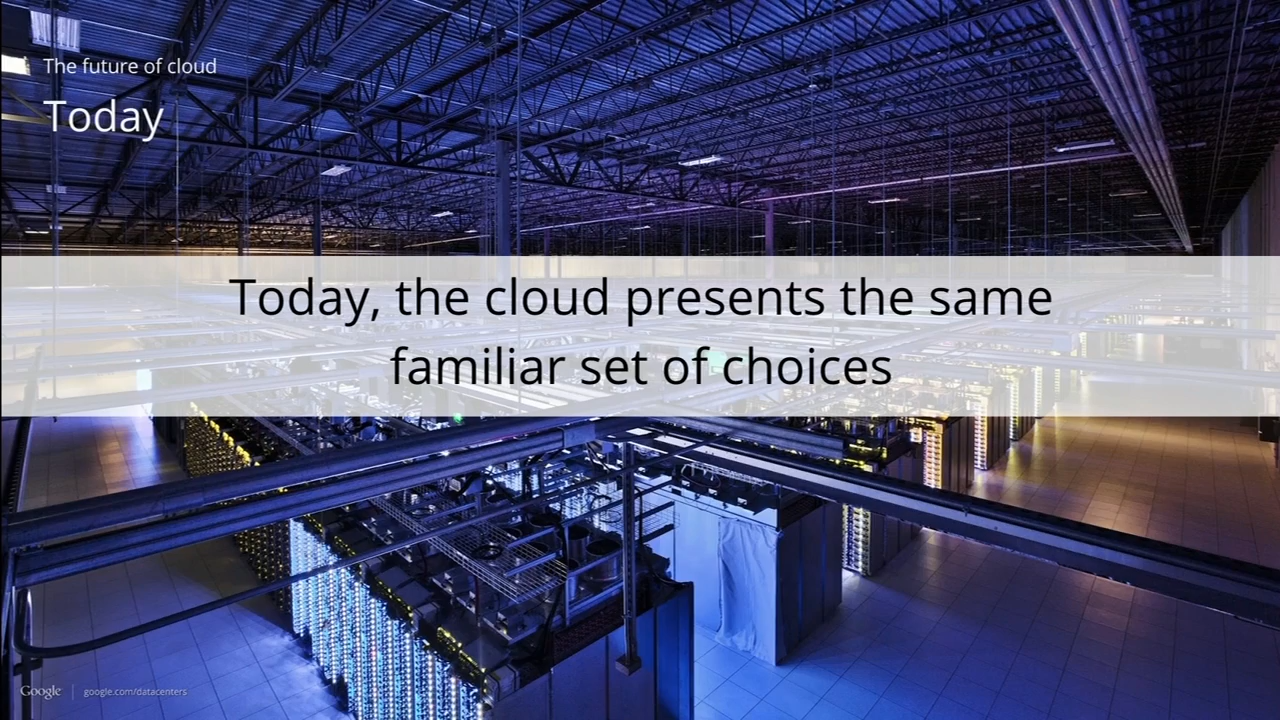 The future of cloud
Today
Today, the cloud presents the same
familiar set of choices
Google | google.com/datacenters